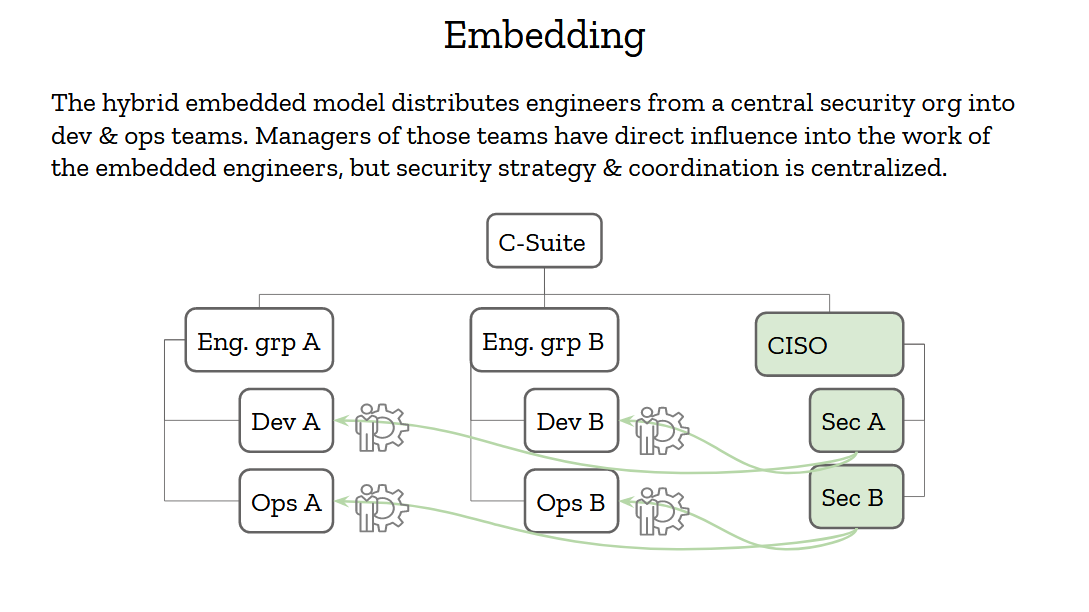 Embedding
The hybrid embedded model distributes engineers from a central security org into
dev & ops teams. Managers of those teams have direct influence into the work of
the embedded engineers, but security strategy & coordination is centralized.
C-Suite
Eng. grp A
Eng. grp B
CISO
Dev A
Dev B
Sec A
Ops A
Ops B
Sec B